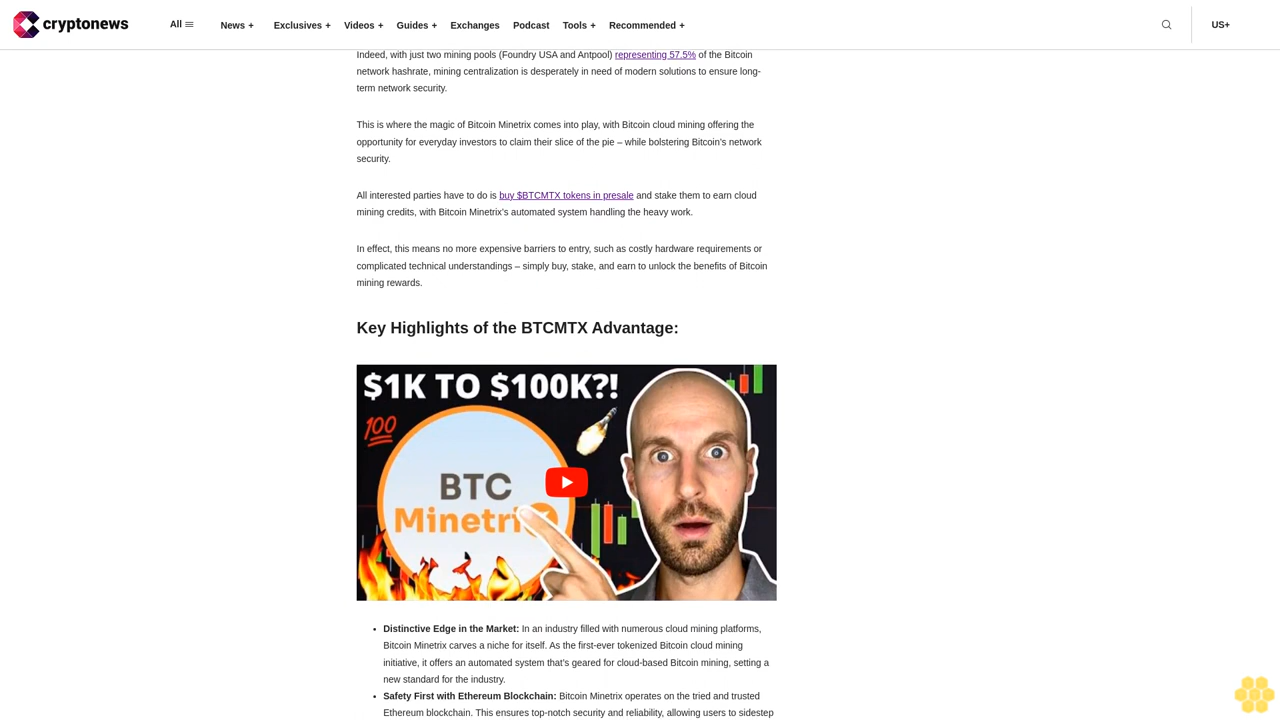 cryptonews
All
News +
Exclusives +
Videos +
Guides +
Exchanges
Podcast
Tools +
Recommended +
US+
Indeed, with just two mining pools (Foundry USA and Antpool) representing 57.5% of the Bitcoin
network hashrate, mining centralization is desperately in need of modern solutions to ensure long-
term network security.
This is where the magic of Bitcoin Minetrix comes into play, with Bitcoin cloud mining offering the
opportunity for everyday investors to claim their slice of the pie – while bolstering Bitcoin’s network
security.
All interested parties have to do is buy $BTCMTX tokens in presale and stake them to earn cloud
mining credits, with Bitcoin Minetrix’s automated system handling the heavy work.
In effect, this means no more expensive barriers to entry, such as costly hardware requirements or
complicated technical understandings – simply buy, stake, and earn to unlock the benefits of Bitcoin
mining rewards.
Key Highlights of the BTCMTX Advantage:
$1K TO $100K?!
100
BTC
Minetrix
• Distinctive Edge in the Market: In an industry filled with numerous cloud mining platforms,
Bitcoin Minetrix carves a niche for itself. As the first-ever tokenized Bitcoin cloud mining
initiative, it offers an automated system that’s geared for cloud-based Bitcoin mining, setting a
new standard for the industry.
• Safety First with Ethereum Blockchain: Bitcoin Minetrix operates on the tried and trusted
Ethereum blockchain. This ensures top-notch security and reliability, allowing users to sidestep